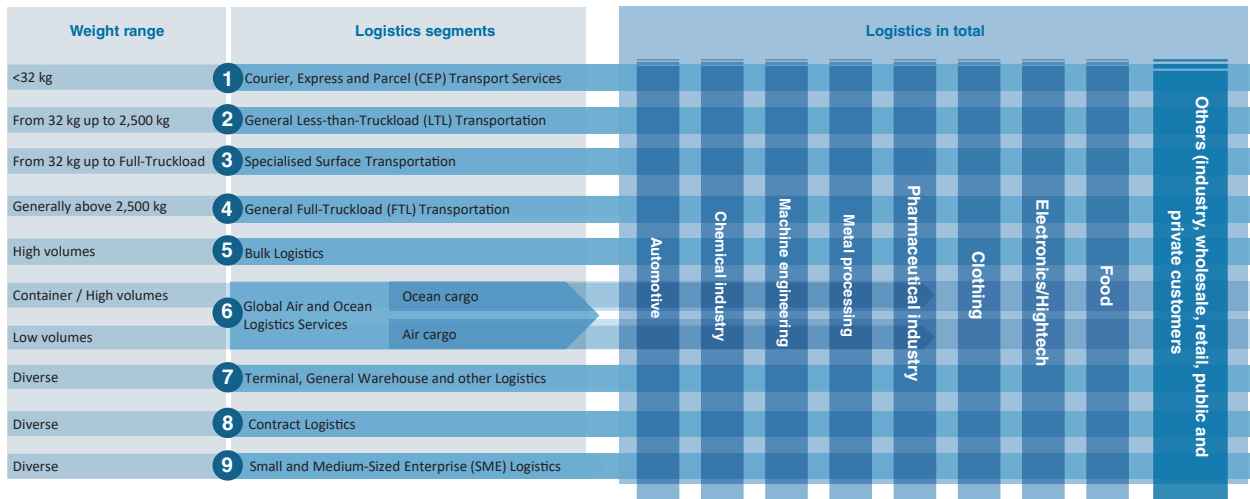 Weight range
Logistics segments
Logistics in total
<32 kg
1
Courier, Express and Parcel (CEP) Transport Services
From 32 kg up to 2,500 kg
2
General Less-than-Truckload (LTL) Transportation
From 32 kg up to Full-Truckload
3
Specialised Surface Transportation
Generally above 2,500 kg
4
General Full-Truckload (FTL) Transportation
High volumes
5
Bulk Logistics
Container / High volumes
Low volumes
6
Global Air and Ocean
Logistics Services
Ocean cargo
Air cargo
Diverse
7
Terminal, General Warehouse and other Logistics
Diverse
8
Contract Logistics
Diverse
9
Small and Medium-Sized Enterprise (SME) Logistics
Automotive
Chemical industry
Machine engineering
Metal processing
Pharmaceutical industry
Clothing
Electronics/Hightech
Food
Others (industry, wholesale, retail, public and
private customers